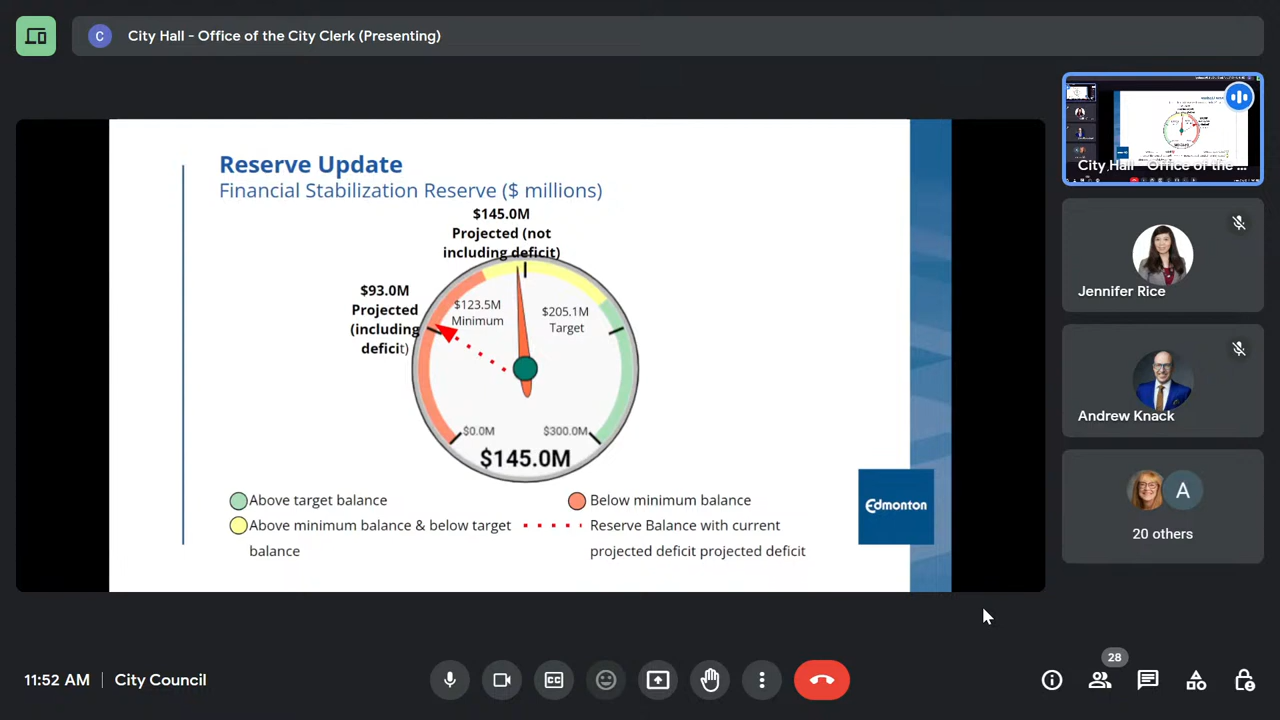 C
City Hall - Office of the City Clerk (Presenting)
Reserve Update
Financial Stabilization Reserve ($ millions)
$145.0M
Projected (not
including deficit)
$93.0M
Projected
(including
deficit)
$123.5M
Minimum
$205.1M
Target
$0.0M
$300.0M
$145.0M
Above target balance
Above minimum balance & below target
balance
Below minimum balance
Reserve Balance with current
projected deficit projected deficit
Edmonton
City Hall - Office of the ...
Jennifer Rice
Andrew Knack
A
20 others
11:52 AM | City Council
28